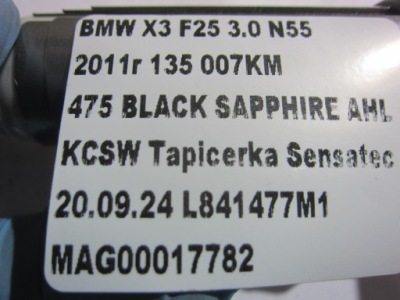 BMW X3 F25 3.0 N55
2011r 135 007KM
475 BLACK SAPPHIRE AHL
KCSW Tapicerka Sensatec
20.09.24 L841477M1
MAG00017782